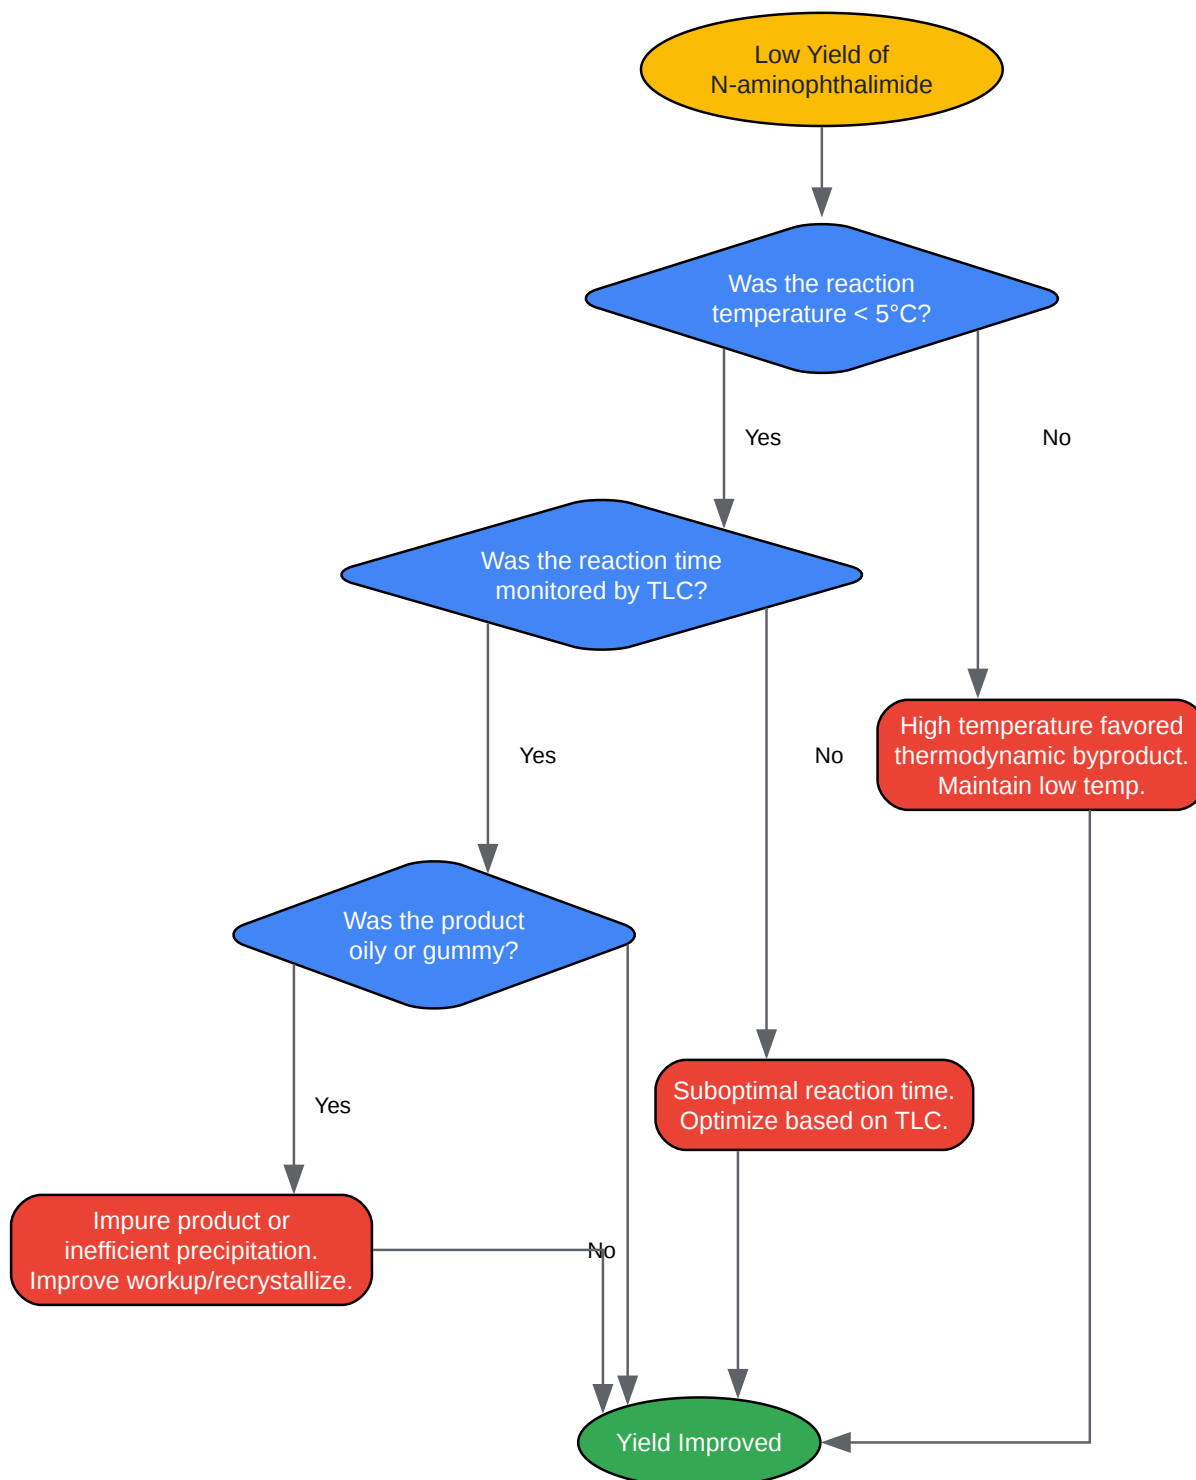 Low Yield of
N-aminophthalimide
Was the reaction
temperature < 5°C?
Yes
No
Was the reaction time
monitored by TLC?
Yes
No
High temperature favored
thermodynamic byproduct.
Maintain low temp.
Was the product
oily or gummy?
Yes
Suboptimal reaction time.
Optimize based on TLC.
Impure product or
inefficient precipitation.
Improve workup/recrystallize.
No
Yield Improved